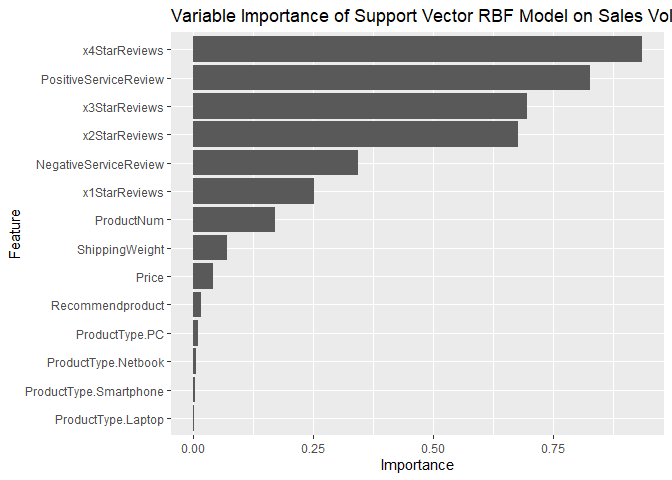 Variable Importance of Support Vector RBF Model on Sales Vol
x4StarReviews
PositiveServiceReview
x3StarReviews
x2StarReviews
NegativeServiceReview
x1StarReviews
ProductNum
ShippingWeight
Price
Recommendproduct
ProductType.PC
ProductType.Netbook
ProductType.Smartphone
ProductType.Laptop
Feature
0.00 0.25 0.50 0.75
Importance